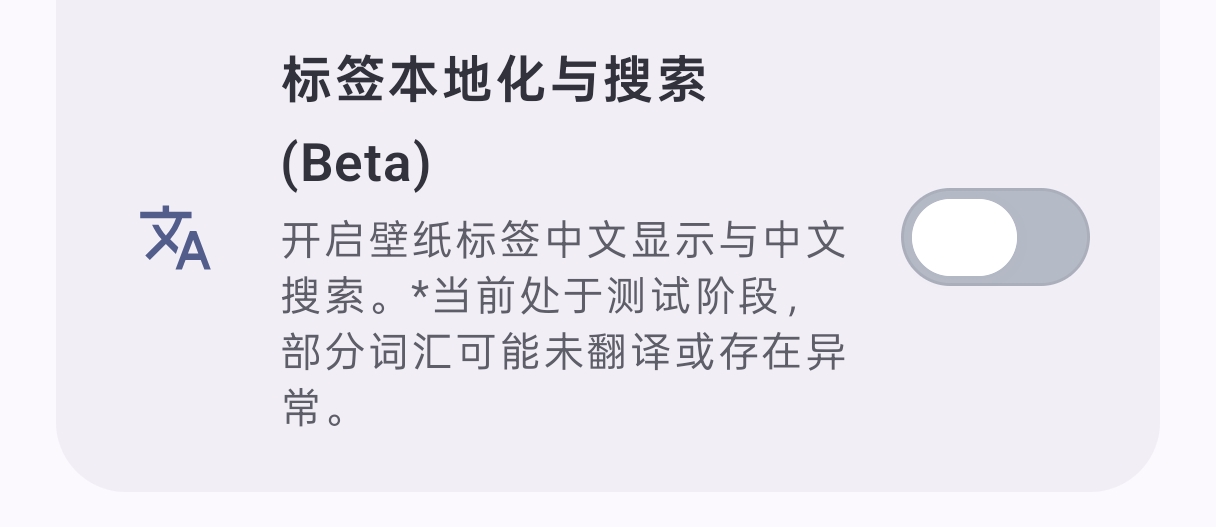 标签本地化与搜索
(Beta)
开启壁纸标签中文显示与中文
搜索。*当前处于测试阶段，
部分词汇可能未翻译或存在异
常。